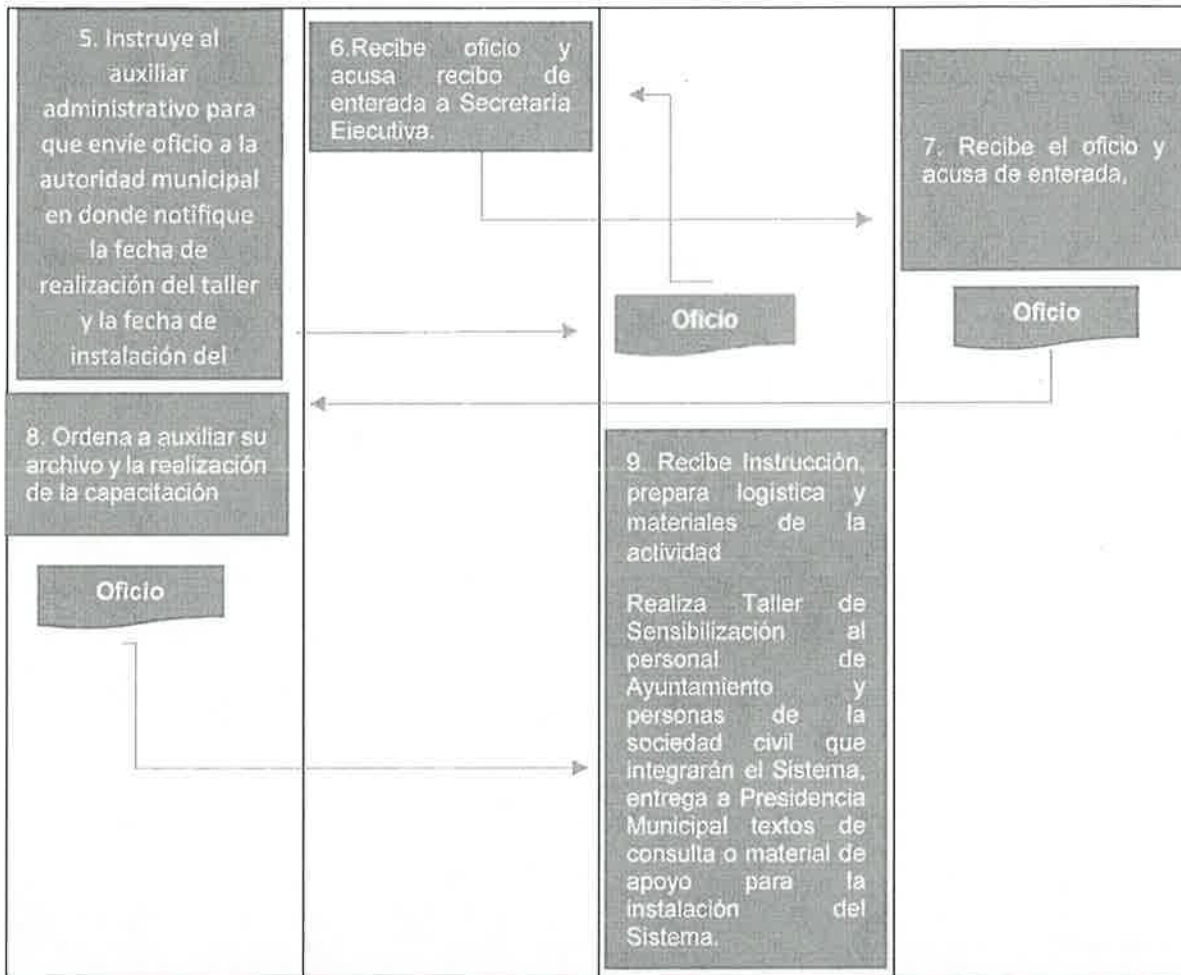 5. Instruye al
auxiliar
administrativo para
que envíe oficio a la
autoridad municipal
en donde notifique
la fecha de
realización del taller
y la fecha de
instalación del
6.Recibe oficio y
acusa recibo de
enterada a Secretaría
Ejecutiva.
7. Recibe el oficio y
acusa de enterada,
Oficio
Oficio
8. Ordena a auxiliar su
archivo y la realización
de la capacitación
Oficio
9. Recibe Instrucción,
prepara logística y
materiales de la
actividad
Realiza Taller de
Sensibilización al
personal de
Ayuntamiento y
personas de la
sociedad civil que
integrarán el Sistema,
entrega a Presidencia
Municipal textos de
consulta o material de
apoyo para la
instalación del
Sistema.